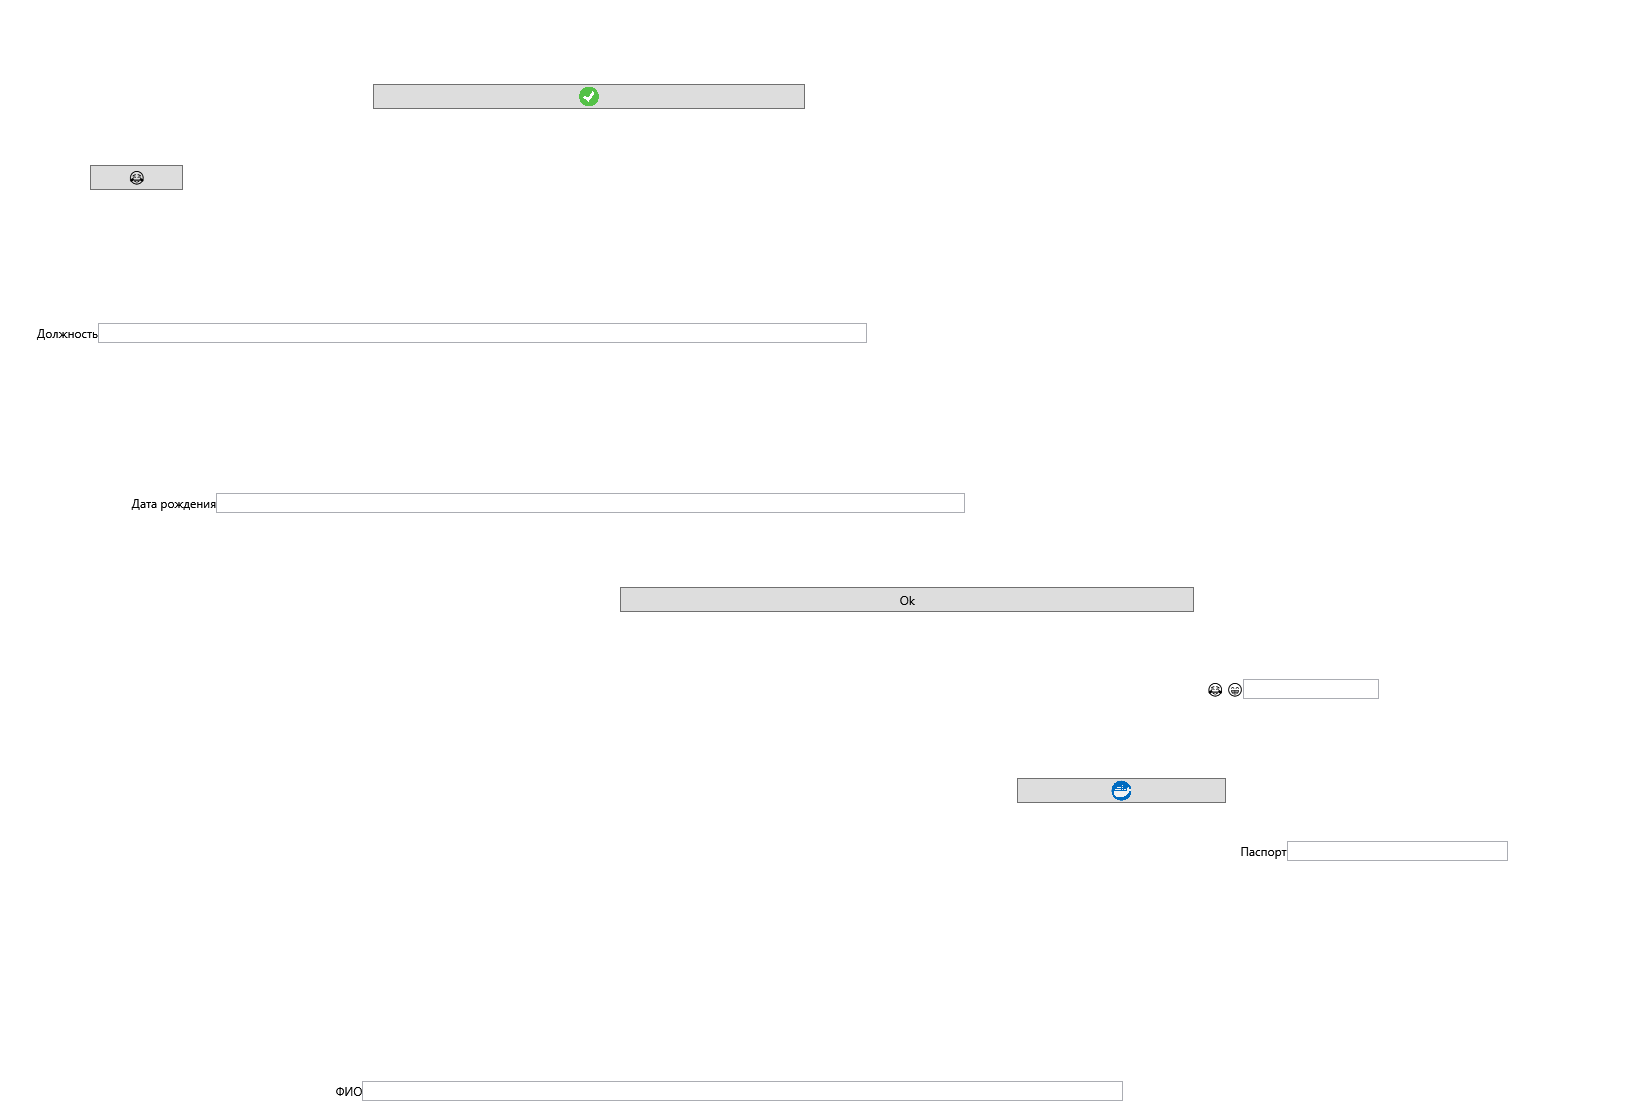 🤩
Должность
Дата рождения
Ok
🤩 😁
Паспорт
ФИО